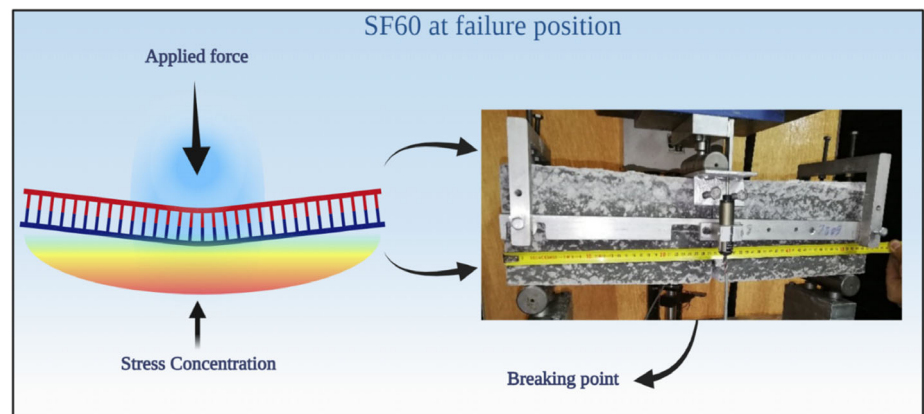 SF60 at failure position
Applied force
Stress Concentration
Breaking point